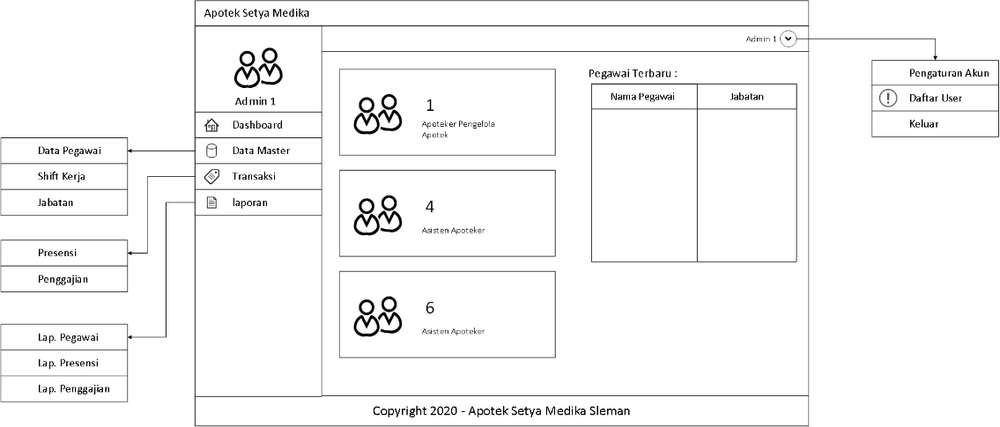 Apotek Setya Medika
Admin 1
Admin 1
Dashboard
Data Master
Transaksi
laporan
Data Pegawai
Shift Kerja
Jabatan
Presensi
Penggajian
Lap. Pegawai
Lap. Presensi
Lap. Penggajian
1
Apoteker Pengelola
Apotek
4
Asisten Apoteker
6
Asisten Apoteker
Pegawai Terbaru :
Nama Pegawai
Jabatan
Pengaturan Akun
Daftar User
Keluar
Copyright 2020 - Apotek Setya Medika Sleman